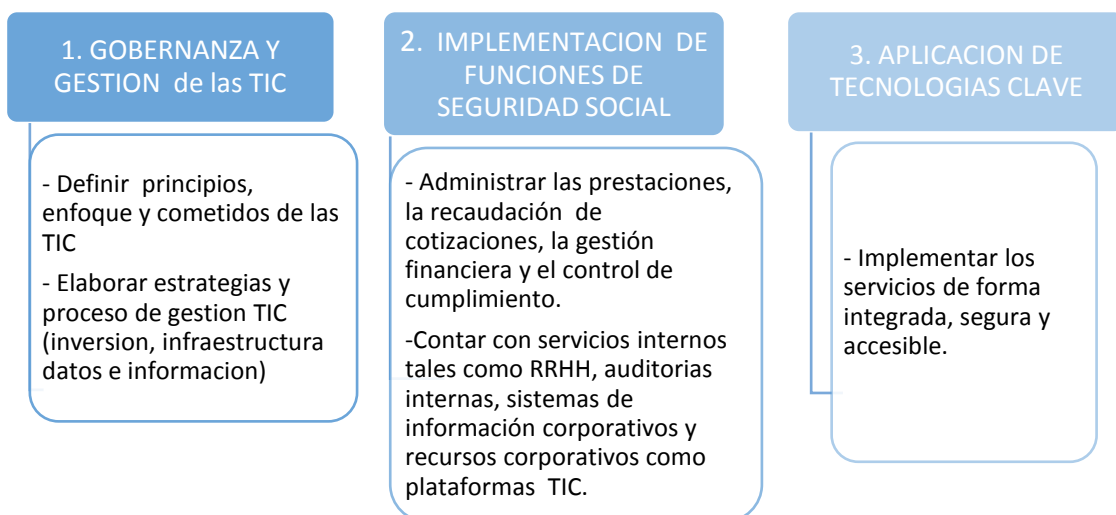 1. GOBERNANZA Y
GESTION de las TIC
- Definir principios,
enfoque y cometidos de las
TIC
- Elaborar estrategias y
proceso de gestion TIC
(inversion, infraestructura
datos e informacion)
2. IMPLEMENTACION DE
FUNCIONES DE
SEGURIDAD SOCIAL
- Administrar las prestaciones,
la recaudación de
cotizaciones, la gestión
financiera y el control de
cumplimiento.
-Contar con servicios internos
tales como RRHH, auditorias
internas, sistemas de
información corporativos y
recursos corporativos como
plataformas TIC.
3. APLICACION DE
TECNOLOGIAS CLAVE
- Implementar los
servicios de forma
integrada, segura y
accesible.